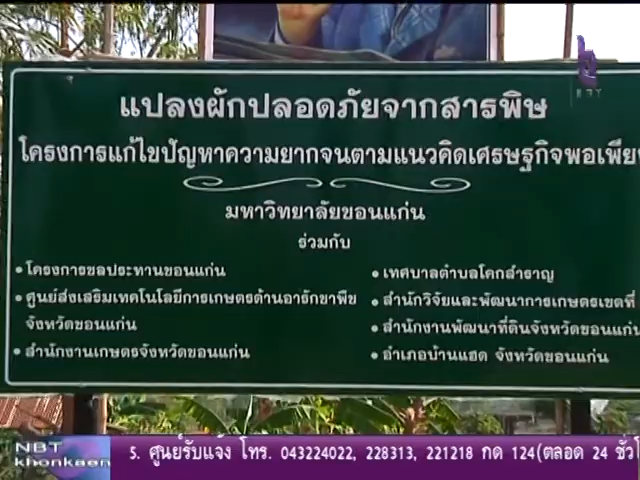 แปลงผักปลอดภัยจากสารพิษ
โครงการแก้ไขปัญหาความยากจนตามแนวคิดเศรษฐกิจพอเพีย
มหาวิทยาลัยขอนแก่น
ร่วมกับ
• โครงการชลประทานขอนแก่น
• ศูนย์ส่งเสริมเทคโนโลยีการเกษตรด้านอารักขาพืช
จังหวัดขอนแก่น
• สำนักงานเกษตรจังหวัดขอนแก่น
• เทศบาลตำบลโคกสำราญ
• สำนักวิจัยและพัฒนาการเกษตรเขตที่
• สำนักงานพัฒนาที่ดินจังหวัดขอนแก่น
• อำเภอบ้านแฮด จังหวัดขอนแก่น
NBT
khonkaen
5. ศูนย์รับแจ้ง โทร. 043224022, 228313, 221218 กด 124(ตลอด 24 ชั่วโ